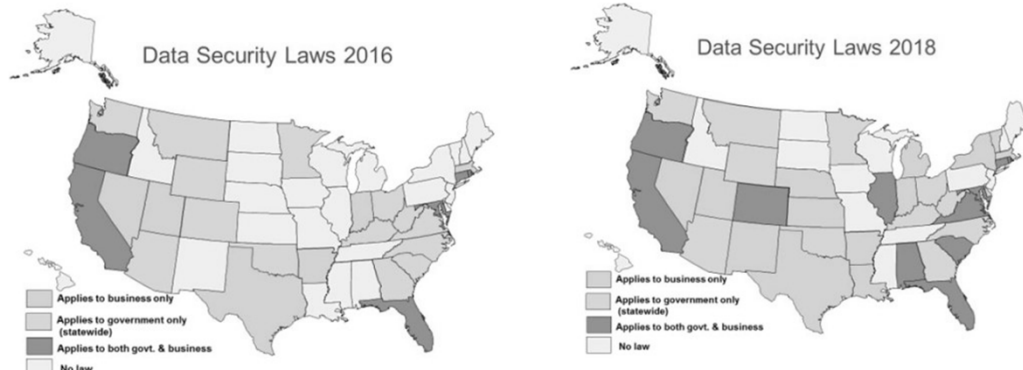 Data Security Laws 2016
Applies to business only
Applies to government only
(statewide)
Applies to both govt. & business
No law
Data Security Laws 2018
Applies to business only
Applies to government only
(statewide)
Applies to both govt. & business
No law